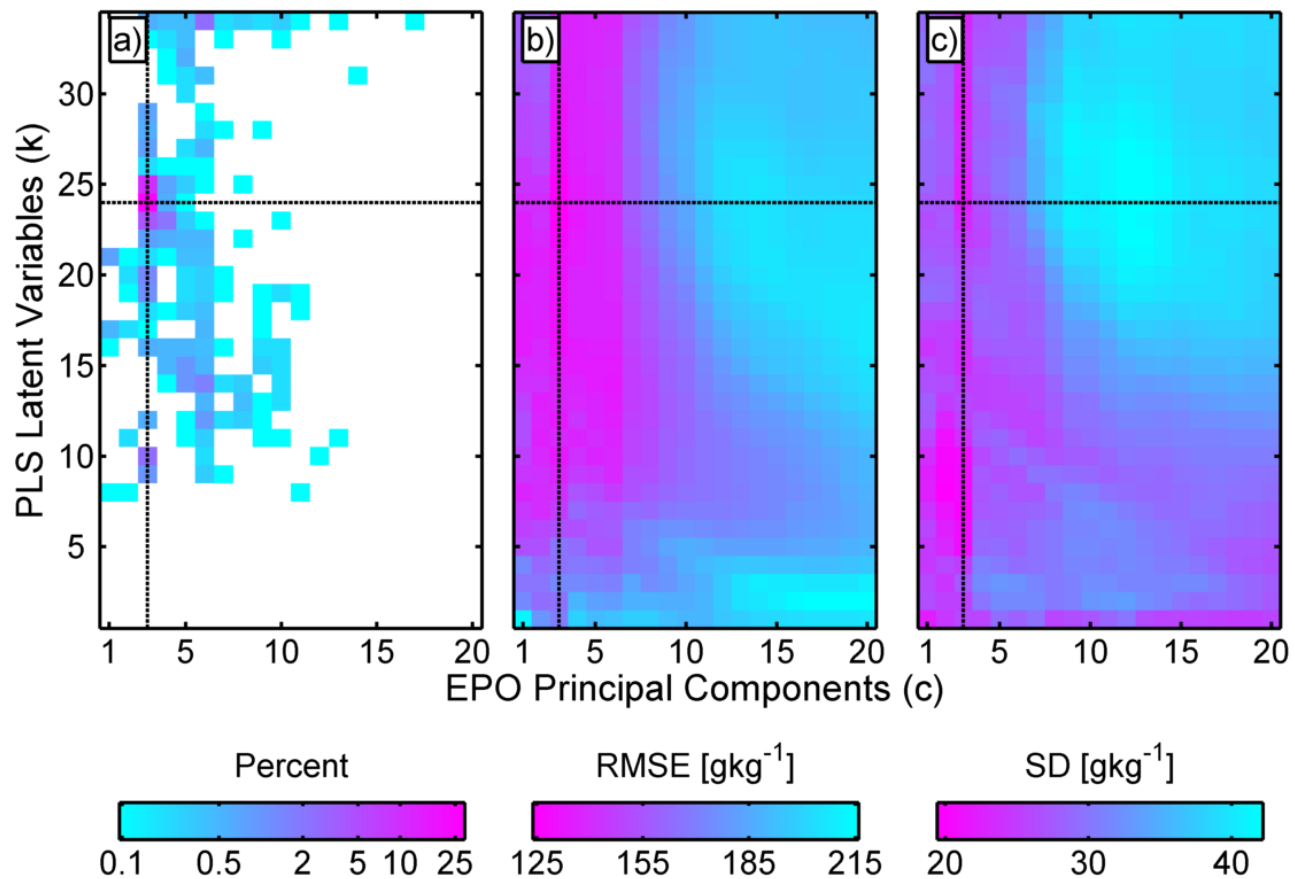 a)
b)
c)
PLS Latent Variables (k)
30
25
20
15
10
5
1 5 10 15 20
1 5 10 15 20
1 5 10 15 20
EPO Principal Components (c)
Percent
0.1 0.5 2 5 10 25
RMSE [gkg⁻¹]
125 155 185 215
SD [gkg⁻¹]
20 30 40